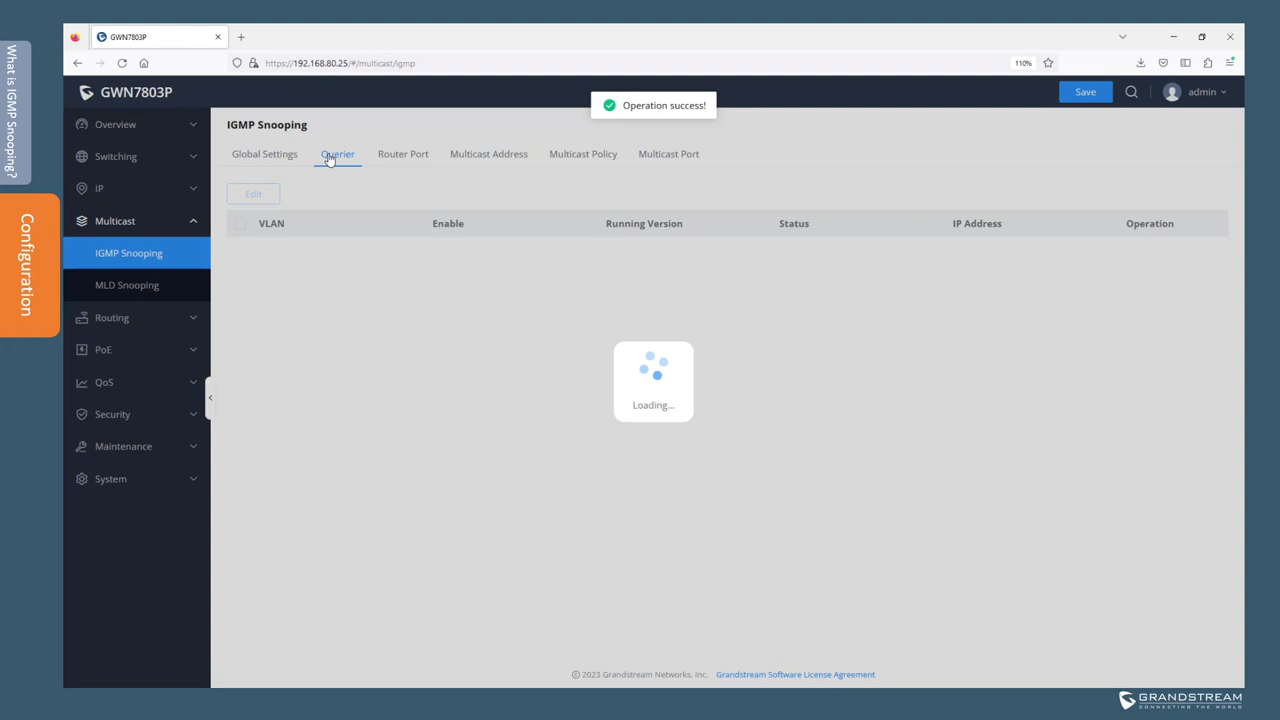 What is IGMP Snooping?
Configuration
GWN7803P
https://192.168.80.25/#/multicast/igmp
110%
GWN7803P
Operation success!
Save
admin
Overview
Switching
IP
Multicast
IGMP Snooping
MLD Snooping
Routing
PoE
QoS
Security
Maintenance
System
IGMP Snooping
Global Settings
Querier
Router Port
Multicast Address
Multicast Policy
Multicast Port
Edit
VLAN
Enable
Running Version
Status
IP Address
Operation
Loading...
© 2023 Grandstream Networks, Inc. Grandstream Software License Agreement
GRANDSTREAM
CONNECTING THE WORLD